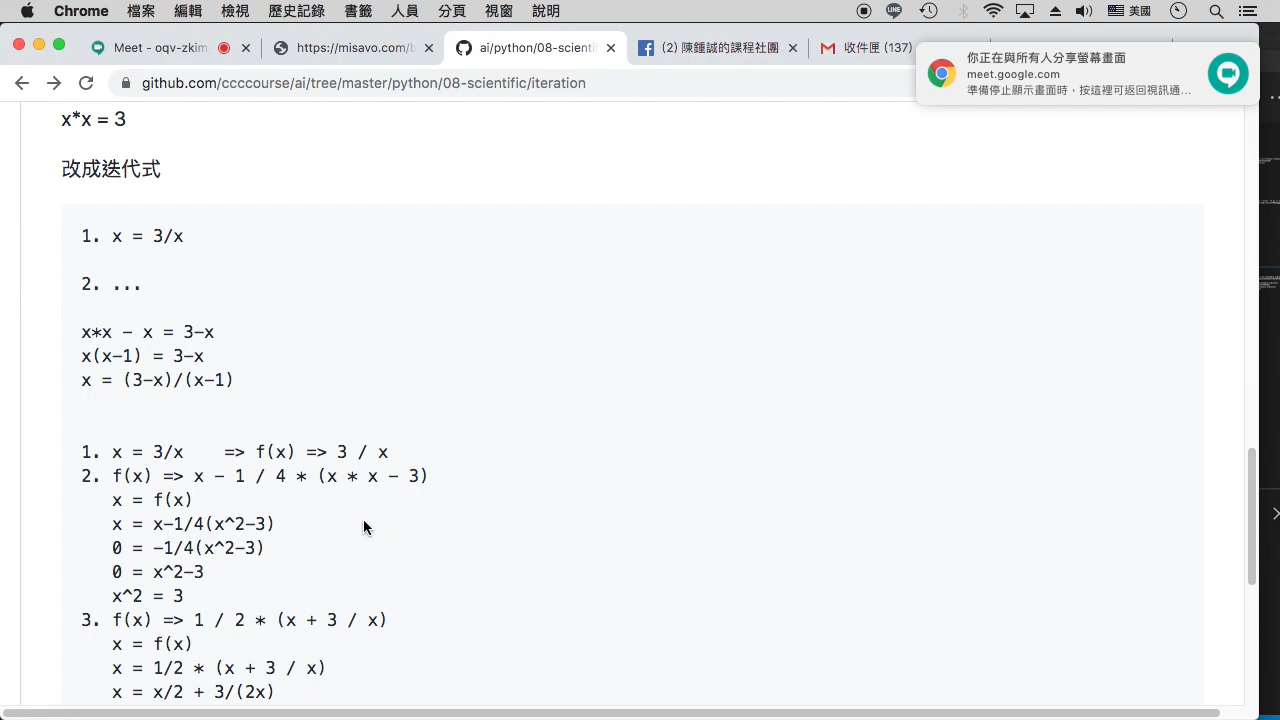 Chrome 檔案 編輯 檢視 歷史記錄 書籤 人員 分頁 視窗 說明 LINE 美國
Meet - oqv-zkim
https://misavo.com/b
ai/python/08-scienti
(2) 陳鍾誠的課程社團
收件匣 (137)
github.com/ccccourse/ai/tree/master/python/08-scientific/iteration
你正在與所有人分享螢幕畫面
meet.google.com
準備停止顯示畫面時，按這裡可返回視訊通…
x*x = 3
改成迭代式
1. x = 3/x
2. ...
x*x - x = 3-x
x(x-1) = 3-x
x = (3-x)/(x-1)
1. x = 3/x => f(x) => 3 / x
2. f(x) => x - 1 / 4 * (x * x - 3)
x = f(x)
x = x-1/4(x^2-3)
0 = -1/4(x^2-3)
0 = x^2-3
x^2 = 3
3. f(x) => 1 / 2 * (x + 3 / x)
x = f(x)
x = 1/2 * (x + 3 / x)
x = x/2 + 3/(2x)